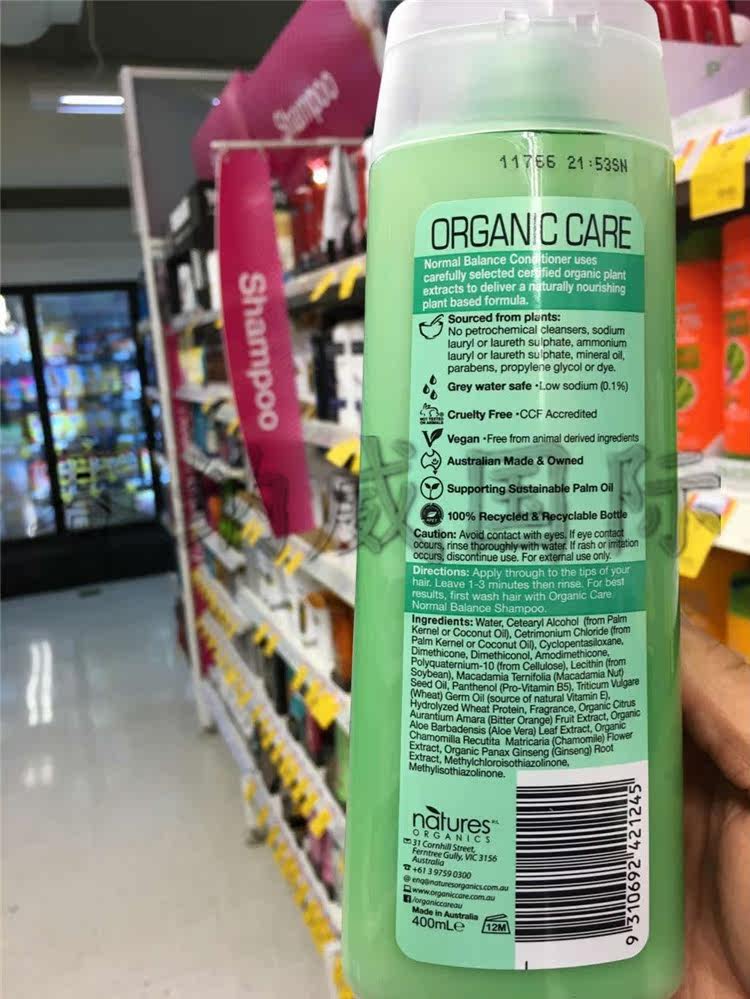 Shampoo
Shampoo
11766 21:53SN
ORGANIC CARE
Normal Balance Conditioner uses
carefully selected certified organic plant
extracts to deliver a naturally nourishing
plant based formula.
Sourced from plants:
No petrochemical cleansers, sodium
lauryl or laureth sulphate, ammonium
lauryl or laureth sulphate, mineral oil,
parabens, propylene glycol or dye.
Grey water safe •Low sodium (0.1%)
Cruelty Free •CCF Accredited
Vegan •Free from animal derived ingredients
Australian Made & Owned
Supporting Sustainable Palm Oil
100% Recycled & Recyclable Bottle
Caution: Avoid contact with eyes. If eye contact
occurs, rinse thoroughly with water. If rash or irritation
occurs, discontinue use. For external use only.
Directions: Apply through to the tips of your
hair. Leave 1-3 minutes then rinse. For best
results, first wash hair with Organic Care
Normal Balance Shampoo.
Ingredients: Water, Cetearyl Alcohol (from Palm
Kernel or Coconut Oil), Cetrimonium Chloride (from
Palm Kernel or Coconut Oil), Cyclopentasiloxane,
Dimethicone, Dimethiconol, Amodimethicone,
Polyquaternium-10 (from Cellulose), Lecithin (from
Soybean), Macadamia Ternifolia (Macadamia Nut)
Seed Oil, Panthenol (Pro-Vitamin B5), Triticum Vulgare
(Wheat) Germ Oil (source of natural Vitamin E),
Hydrolyzed Wheat Protein, Fragrance, Organic Citrus
Aurantium Amara (Bitter Orange) Fruit Extract, Organic
Aloe Barbadensis (Aloe Vera) Leaf Extract, Organic
Chamomilla Recutita Matricaria (Chamomile) Flower
Extract, Organic Panax Ginseng (Ginseng) Root
Extract, Methylchloroisothiazolinone,
Methylisothiazolinone.
natures
ORGANICS
31 Cornhill Street,
Ferntree Gully, VIC 3156
Australia
+61 3 9759 0300
enq@naturesorganics.com.au
www.organiccare.com.au
/organiccareau
Made in Australia
400mLe
12M
9 310692 421245
威国际